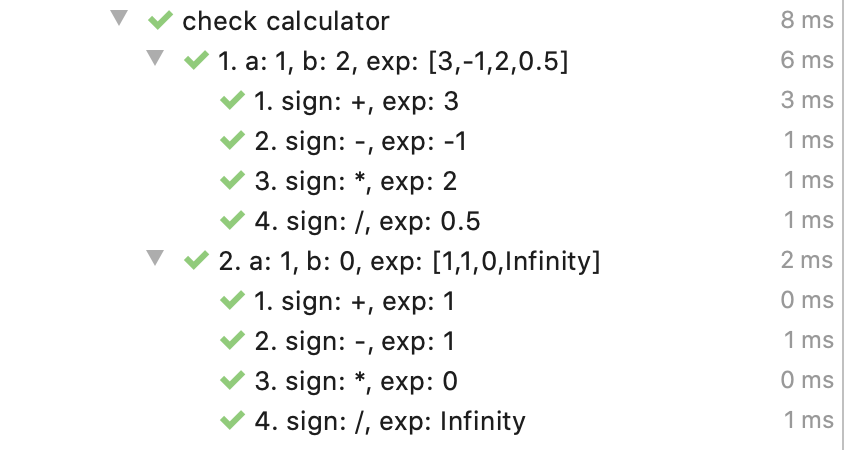 check calculator 8 ms
1. a: 1, b: 2, exp: [3,-1,2,0.5] 6 ms
1. sign: +, exp: 3 3 ms
2. sign: -, exp: -1 1 ms
3. sign: *, exp: 2 1 ms
4. sign: /, exp: 0.5 1 ms
2. a: 1, b: 0, exp: [1,1,0,Infinity] 2 ms
1. sign: +, exp: 1 0 ms
2. sign: -, exp: 1 1 ms
3. sign: *, exp: 0 0 ms
4. sign: /, exp: Infinity 1 ms